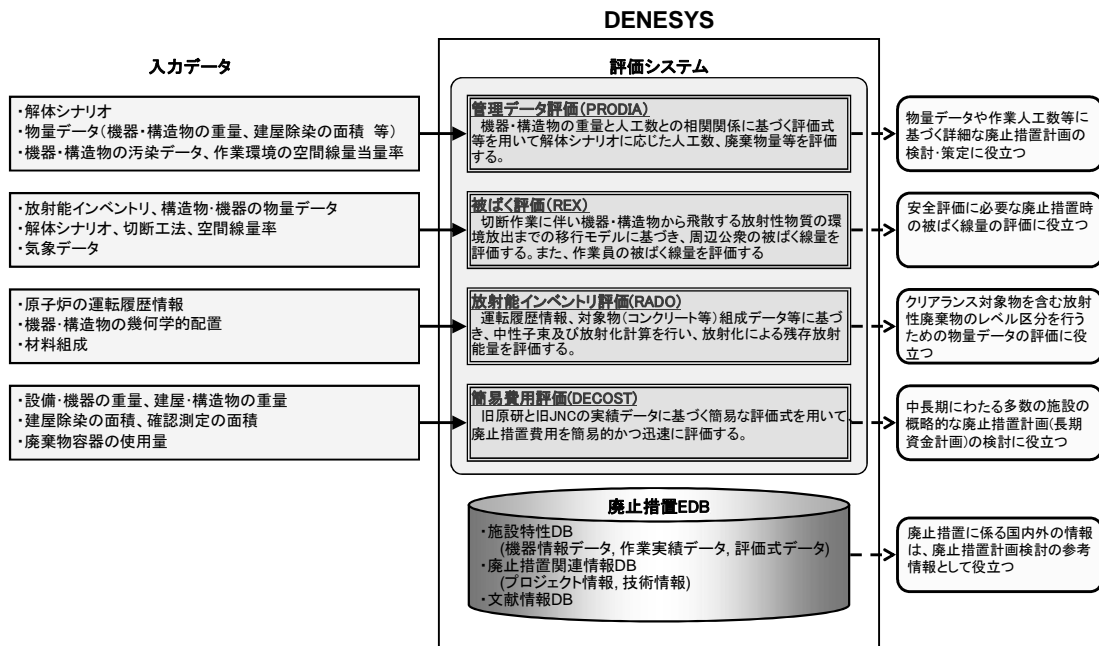 DENESYS
入力データ
評価システム
・解体シナリオ
・物量データ(機器・構造物の重量、建屋除染の面積 等)
・機器・構造物の汚染データ、作業環境の空間線量当量率
管理データ評価(PRODIA)
機器・構造物の重量と人工数との相関関係に基づく評価式
等を用いて解体シナリオに応じた人工数、廃棄物量等を評価
する。
物量データや作業人工数等に
基づく詳細な廃止措置計画の
検討・策定に役立つ
・放射能インベントリ、構造物・機器の物量データ
・解体シナリオ、切断工法、空間線量率
・気象データ
被ばく評価(REX)
切断作業に伴い機器・構造物から飛散する放射性物質の環
境放出までの移行モデルに基づき、周辺公衆の被ばく線量を
評価する。また、作業員の被ばく線量を評価する
安全評価に必要な廃止措置時
の被ばく線量の評価に役立つ
・原子炉の運転履歴情報
・機器・構造物の幾何学的配置
・材料組成
放射能インベントリ評価(RADO)
運転履歴情報、対象物(コンクリート等)組成データ等に基づ
き、中性子束及び放射化計算を行い、放射化による残存放射
能量を評価する。
クリアランス対象物を含む放射
性廃棄物のレベル区分を行う
ための物量データの評価に役
立つ
・設備・機器の重量、建屋・構造物の重量
・建屋除染の面積、確認測定の面積
・廃棄物容器の使用量
簡易費用評価(DECOST)
旧原研と旧JNCの実績データに基づく簡易な評価式を用いて、
廃止措置費用を簡易的かつ迅速に評価する。
中長期にわたる多数の施設の
概略的な廃止措置計画(長期
資金計画)の検討に役立つ
廃止措置EDB
・施設特性DB
(機器情報データ, 作業実績データ, 評価式データ)
・廃止措置関連情報DB
(プロジェクト情報, 技術情報)
・文献情報DB
廃止措置に係る国内外の情報
は、廃止措置計画検討の参考
情報として役立つ